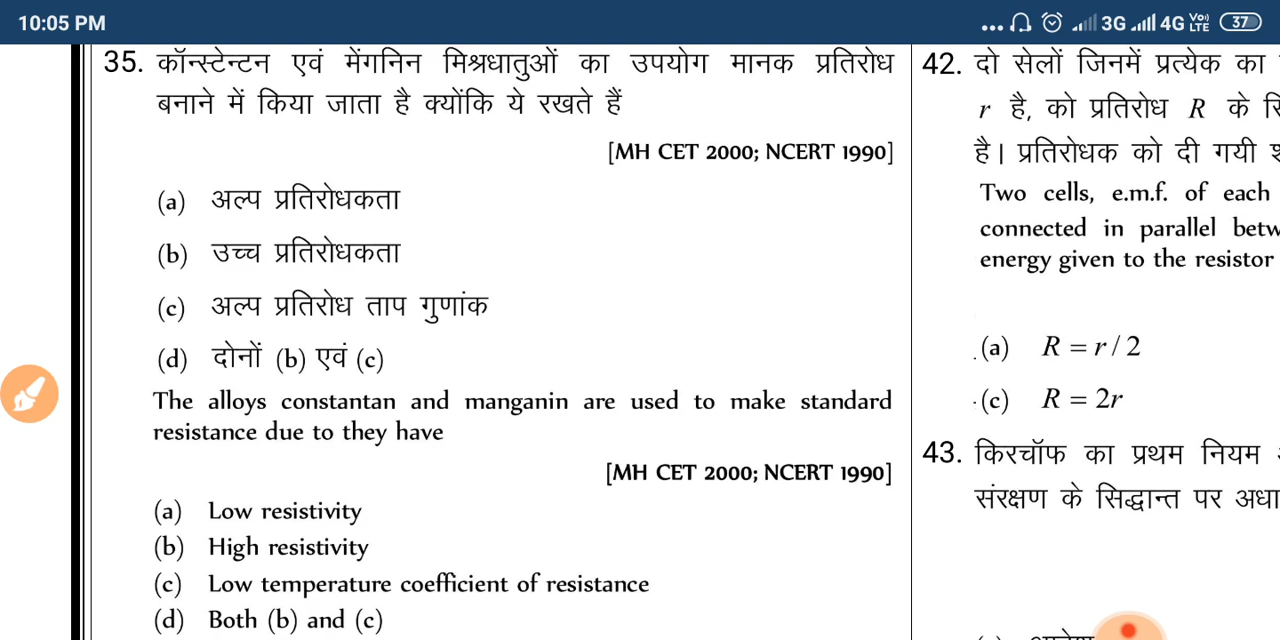 10:05 PM
... 3G 4G Vo)) LTE 37
35. कॉन्स्टेन्टन एवं मेंगनिन मिश्रधातुओं का उपयोग मानक प्रतिरोध
बनाने में किया जाता है क्योंकि ये रखते हैं
[MH CET 2000; NCERT 1990]
(a) अल्प प्रतिरोधकता
(b) उच्च प्रतिरोधकता
(c) अल्प प्रतिरोध ताप गुणांक
(d) दोनों (b) एवं (c)
The alloys constantan and manganin are used to make standard
resistance due to they have
[MH CET 2000; NCERT 1990]
(a) Low resistivity
(b) High resistivity
(c) Low temperature coefficient of resistance
(d) Both (b) and (c)
42. दो सेलों जिनमें प्रत्येक का
r है, को प्रतिरोध R के
है। प्रतिरोधक को दी गयी
Two cells, e.m.f. of each
connected in parallel betw
energy given to the resistor
(a) R = r / 2
(c) R = 2r
43. किरचॉफ का प्रथम नियम
संरक्षण के सिद्धान्त पर